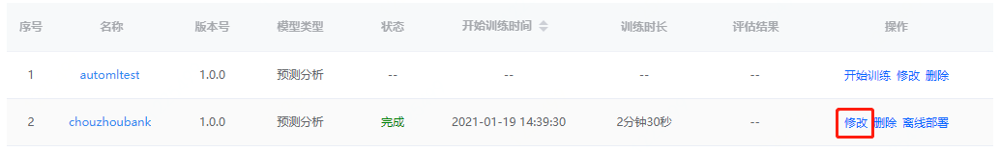 序号 名称 版本号 模型类型 状态 开始训练时间 训练时长 评估结果 操作
1 automltest 1.0.0 预测分析 -- -- -- -- 开始训练 修改 删除
2 chouzhoubank 1.0.0 预测分析 完成 2021-01-19 14:39:30 2分钟30秒 -- 修改 删除 离线部署